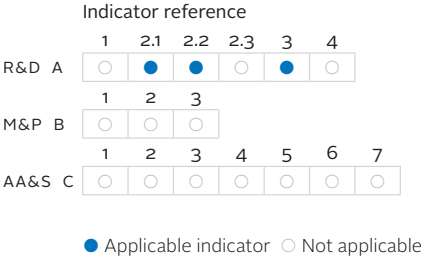 Indicator reference
1 2.1 2.2 2.3 3 4
R&D A
1 2 3
M&P B
1 2 3 4 5 6 7
AA&S C
Applicable indicator Not applicable